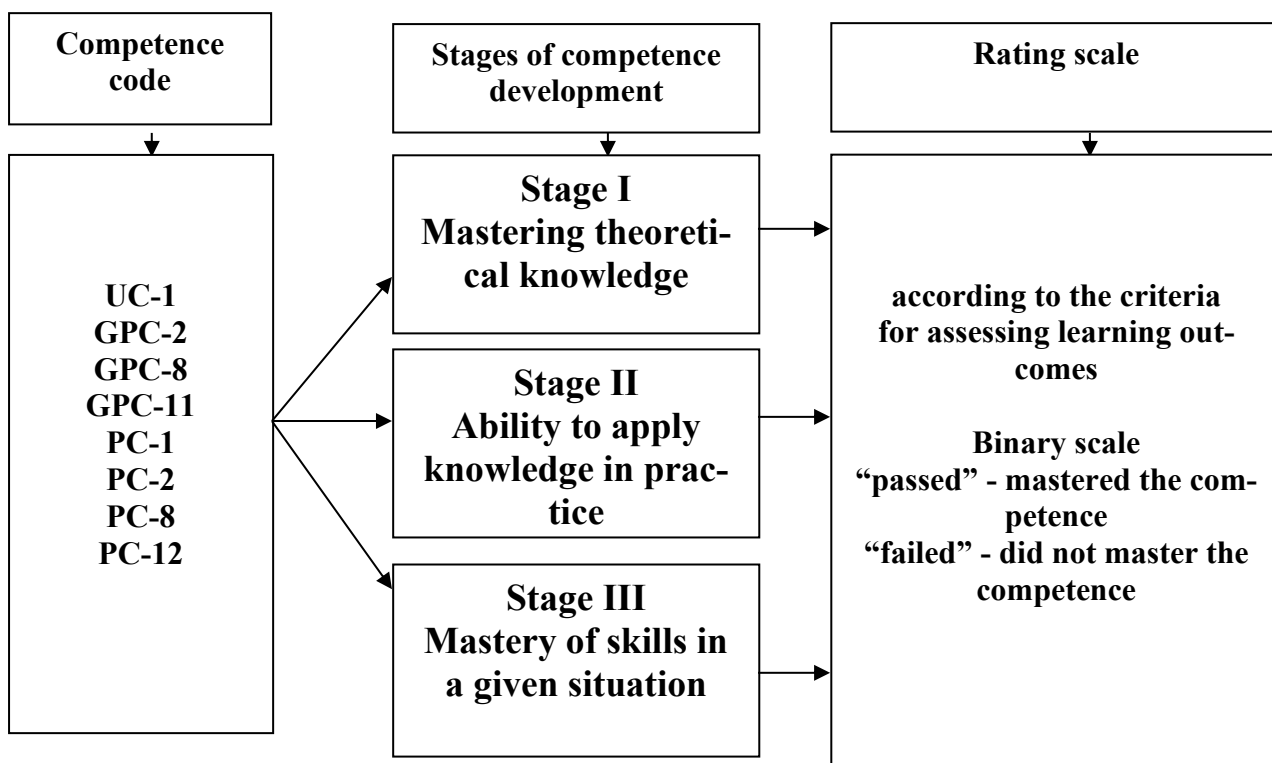 Competence
code
Stages of competence
development
Rating scale
UC-1
GPC-2
GPC-8
GPC-11
PC-1
PC-2
PC-8
PC-12
Stage I
Mastering theoreti-
cal knowledge
Stage II
Ability to apply
knowledge in prac-
tice
Stage III
Mastery of skills in
a given situation
according to the criteria
for assessing learning out-
comes
Binary scale
“passed” - mastered the com-
petence
“failed” - did not master the
competence